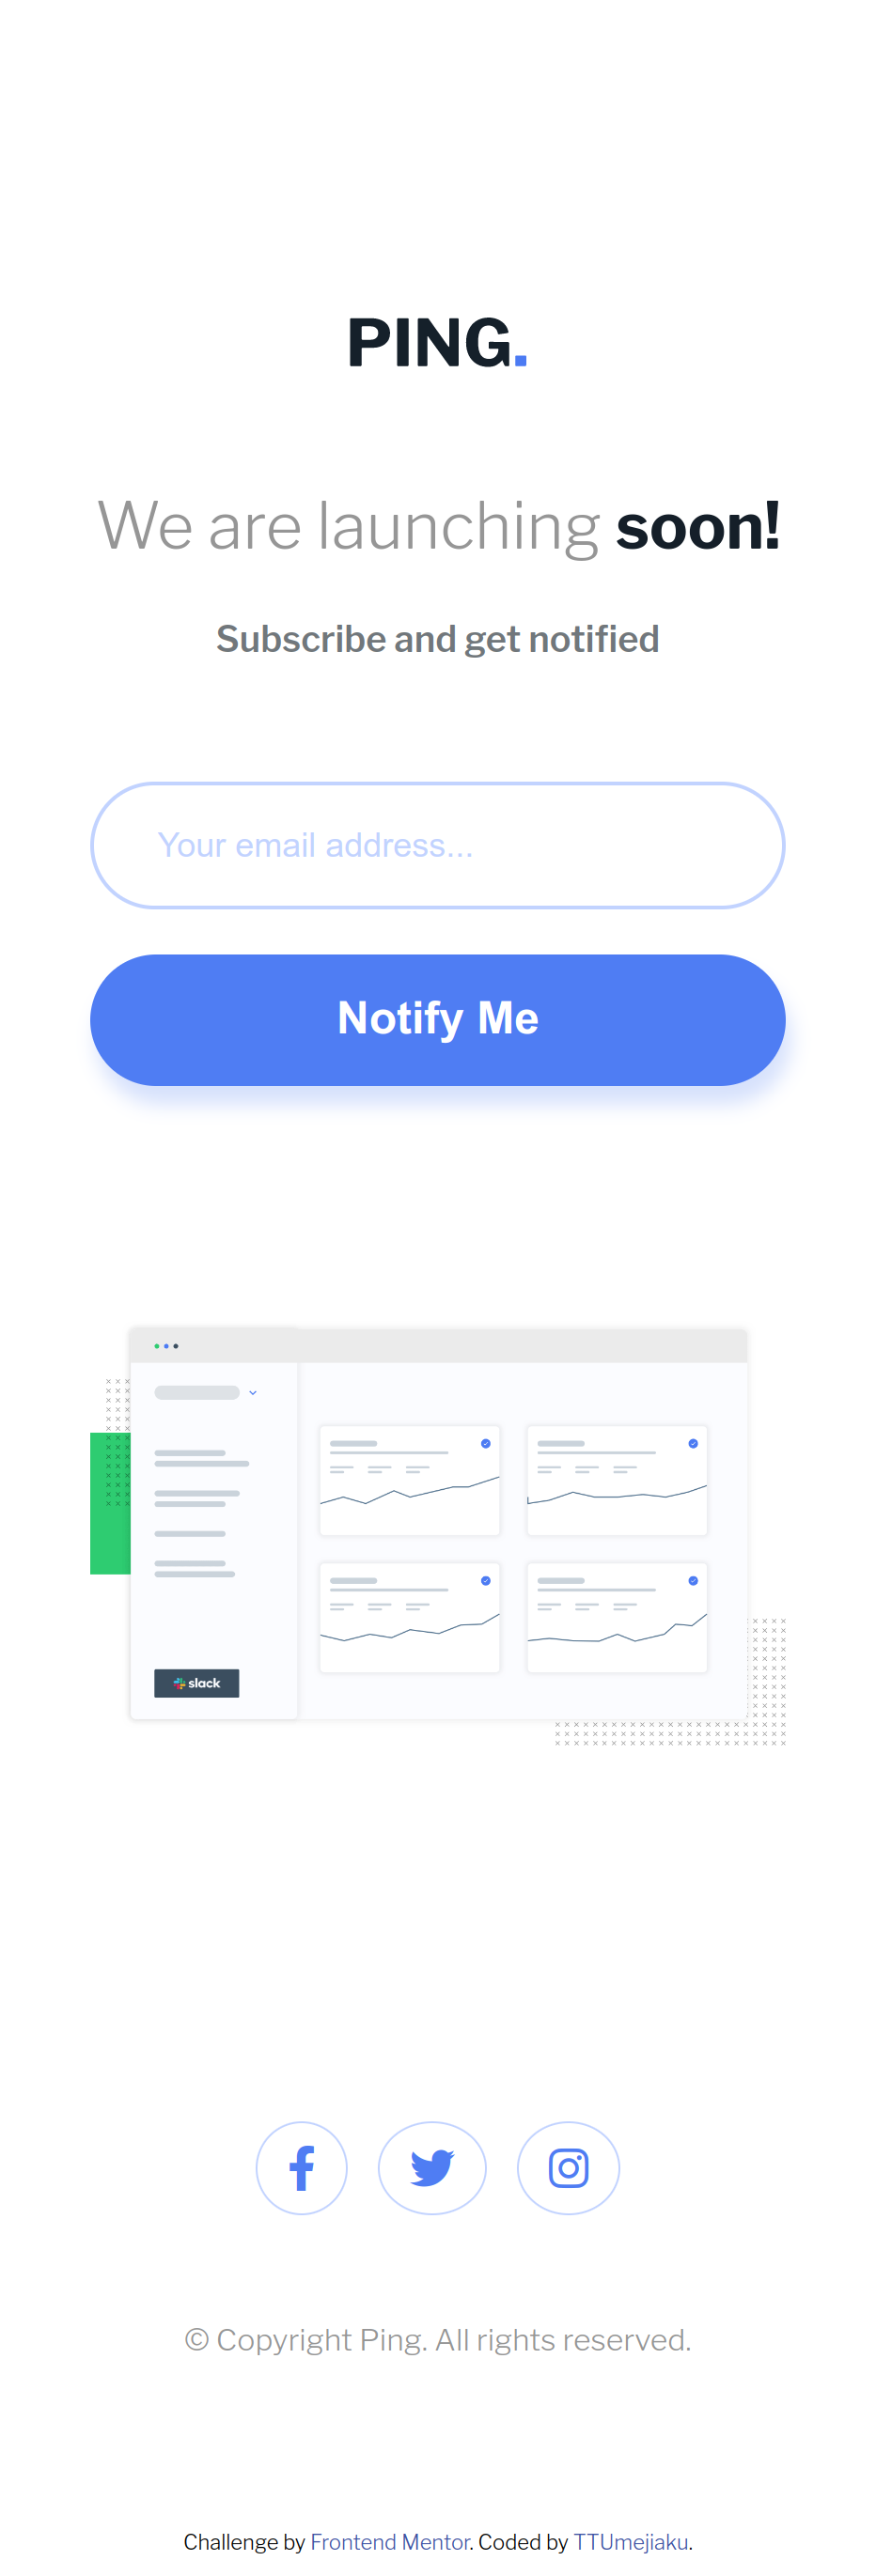 PING.
We are launching soon!
Subscribe and get notified
Your email address...
Notify Me
slack
© Copyright Ping. All rights reserved.
Challenge by Frontend Mentor. Coded by TTUmejiaku.